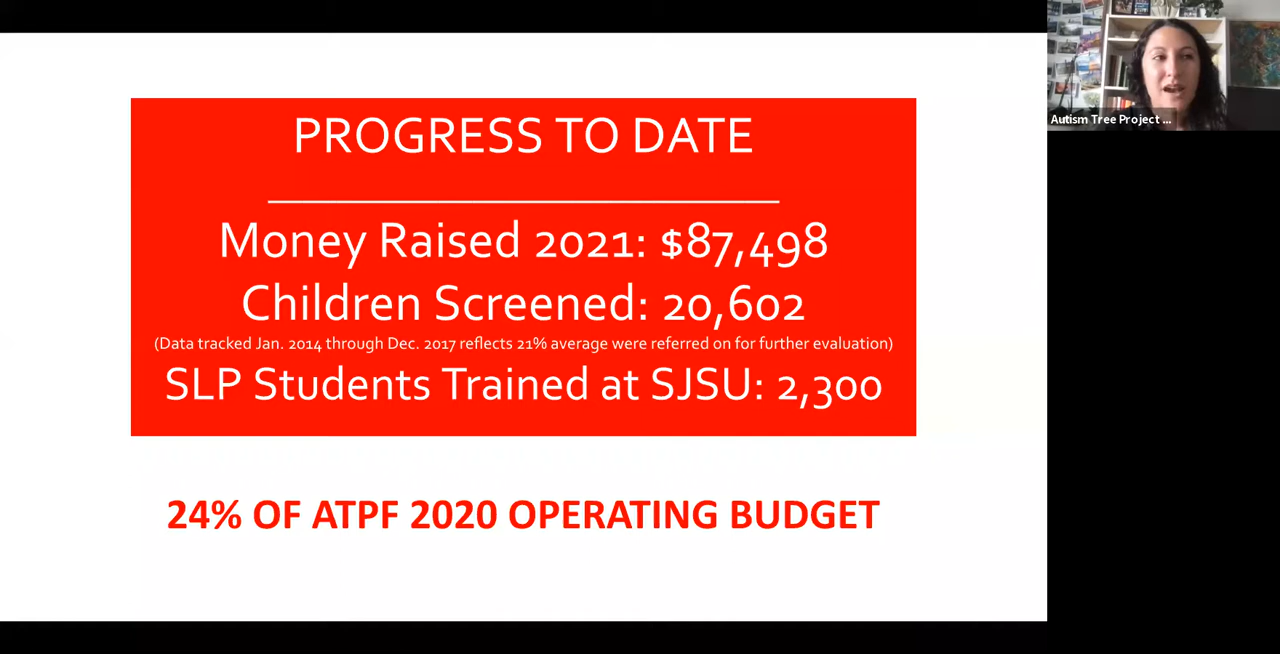 PROGRESS TO DATE
Money Raised 2021: $87,498
Children Screened: 20,602
(Data tracked Jan. 2014 through Dec. 2017 reflects 21% average were referred on for further evaluation)
SLP Students Trained at SJSU: 2,300
24% OF ATPF 2020 OPERATING BUDGET
Autism Tree Project ...